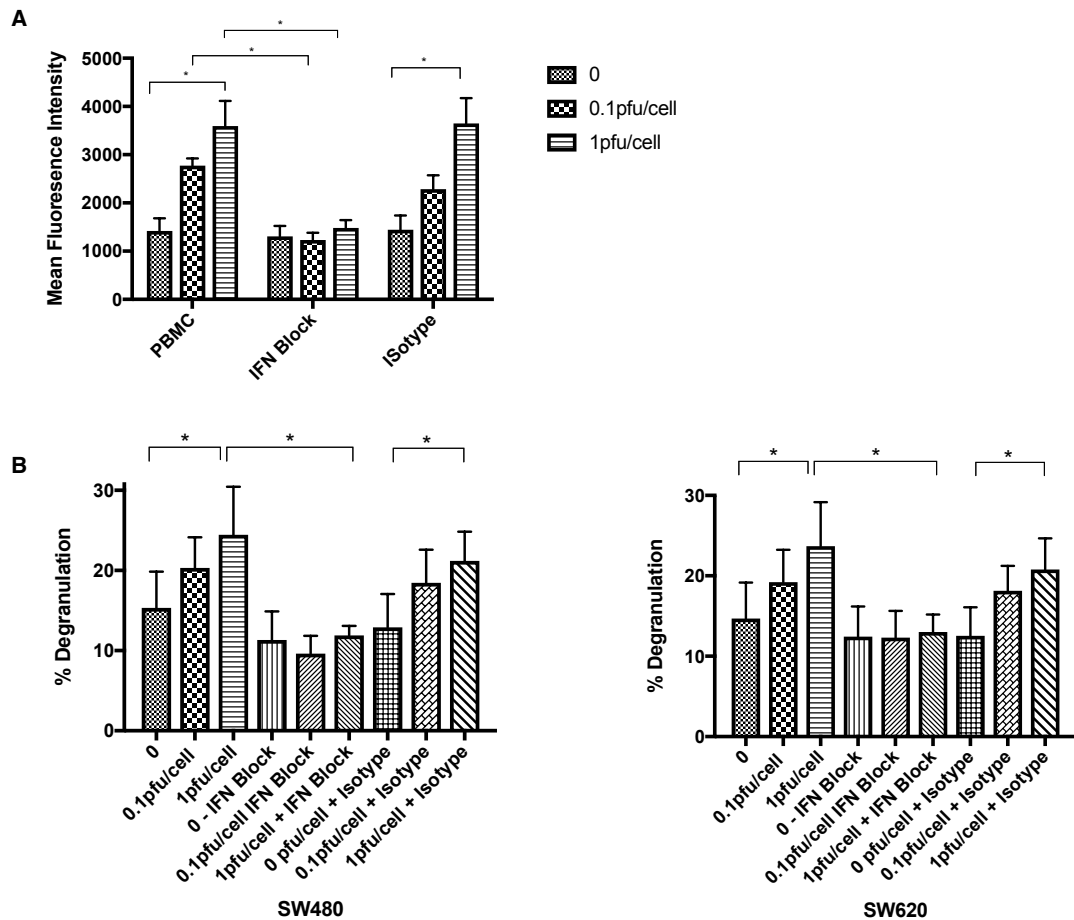 A
*
*
*
*
Mean Fluoresence Intensity
5000
4000
3000
2000
1000
0
PBMC
IFN Block
ISotype
0
0.1pfu/cell
1pfu/cell
B
*
*
*
% Degranulation
30
20
10
0
0
0.1pfu/cell
1pfu/cell
0 - IFN Block
0.1pfu/cell IFN Block
1pfu/cell + IFN Block
0 pfu/cell + Isotype
0.1pfu/cell + Isotype
1pfu/cell + Isotype
SW480
*
*
*
% Degranulation
30
20
10
0
0
0.1pfu/cell
1pfu/cell
0 - IFN Block
0.1pfu/cell IFN Block
1pfu/cell + IFN Block
0 pfu/cell + Isotype
0.1pfu/cell + Isotype
1pfu/cell + Isotype
SW620